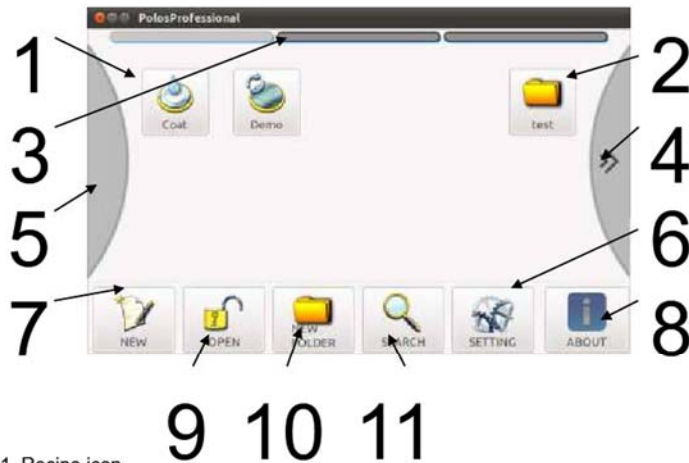 PolosProfessional
1
2
Coat
Demo
test
3
4
5
6
NEW
OPEN
NEW FOLDER
SEARCH
SETTING
ABOUT
7
8
9 10 11
1. Recipe icon